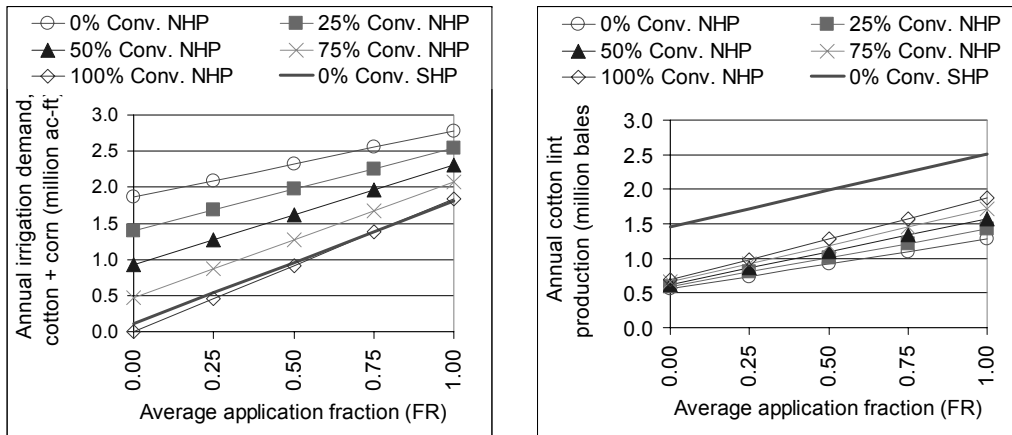 0% Conv. NHP 25% Conv. NHP
50% Conv. NHP 75% Conv. NHP
100% Conv. NHP 0% Conv. SHP
Annual irrigation demand,
cotton + corn (million ac-ft)
3.0
2.5
2.0
1.5
1.0
0.5
0.0
0.00 0.25 0.50 0.75 1.00
Average application fraction (FR)
0% Conv. NHP 25% Conv. NHP
50% Conv. NHP 75% Conv. NHP
100% Conv. NHP 0% Conv. SHP
Annual cotton lint
production (million bales
3.0
2.5
2.0
1.5
1.0
0.5
0.0
0.00 0.25 0.50 0.75 1.00
Average application fraction (FR)